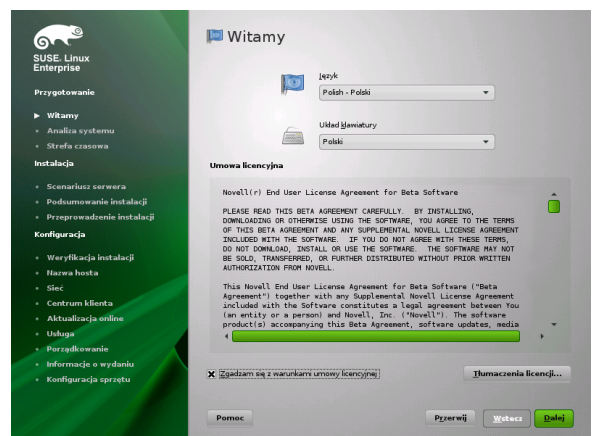 SUSE. Linux
Enterprise
Przygotowanie
Witamy
Analiza systemu
Strefa czasowa
Instalacja
Scenariusz serwera
Podsumowanie instalacji
Przeprowadzenie instalacji
Konfiguracja
Weryfikacja instalacji
Nazwa hosta
Sieć
Centrum klienta
Aktualizacja online
Usługa
Porządkowanie
Informacje o wydaniu
Konfiguracja sprzętu
Witamy
Język
Polish - Polski
Układ klawiatury
Polski
Umowa licencyjna
Novell(r) End User License Agreement for Beta Software
PLEASE READ THIS BETA AGREEMENT CAREFULLY. BY INSTALLING,
DOWNLOADING OR OTHERWISE USING THE SOFTWARE, YOU AGREE TO THE TERMS
OF THIS BETA AGREEMENT AND ANY SUPPLEMENTAL NOVELL LICENSE AGREEMENT
INCLUDED WITH THE SOFTWARE. IF YOU DO NOT AGREE WITH THESE TERMS,
DO NOT DOWNLOAD, INSTALL OR USE THE SOFTWARE. THE SOFTWARE MAY NOT
BE SOLD, TRANSFERRED, OR FURTHER DISTRIBUTED WITHOUT PRIOR WRITTEN
AUTHORIZATION FROM NOVELL.
This Novell End User License Agreement for Beta Software ("Beta
Agreement") together with any Supplemental Novell License Agreement
included with the Software constitutes a legal agreement between You
(an entity or a person) and Novell, Inc. ("Novell"). The software
product(s) accompanying this Beta Agreement, software updates, media
Zgadzam się z warunkami umowy licencyjnej
Tłumaczenia licencji...
Pomoc
Przerwij
Wstecz
Dalej